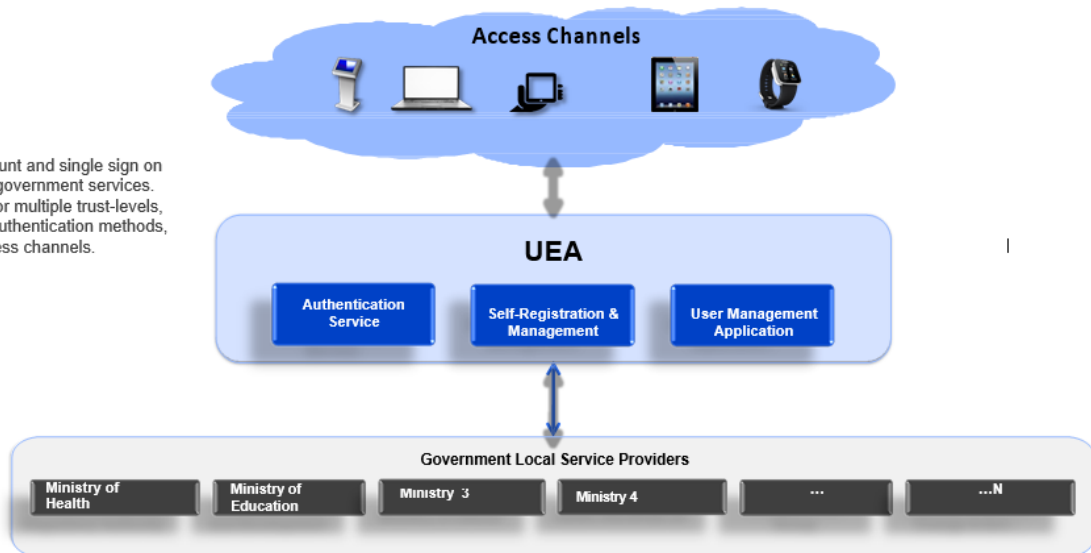 Access Channels
unt and single sign on
government services.
or multiple trust-levels,
uthentication methods,
ess channels.
UEA
Authentication
Service
Self-Registration &
Management
User Management
Application
Government Local Service Providers
Ministry of
Health
Ministry of
Education
Ministry 3
Ministry 4
...
...N